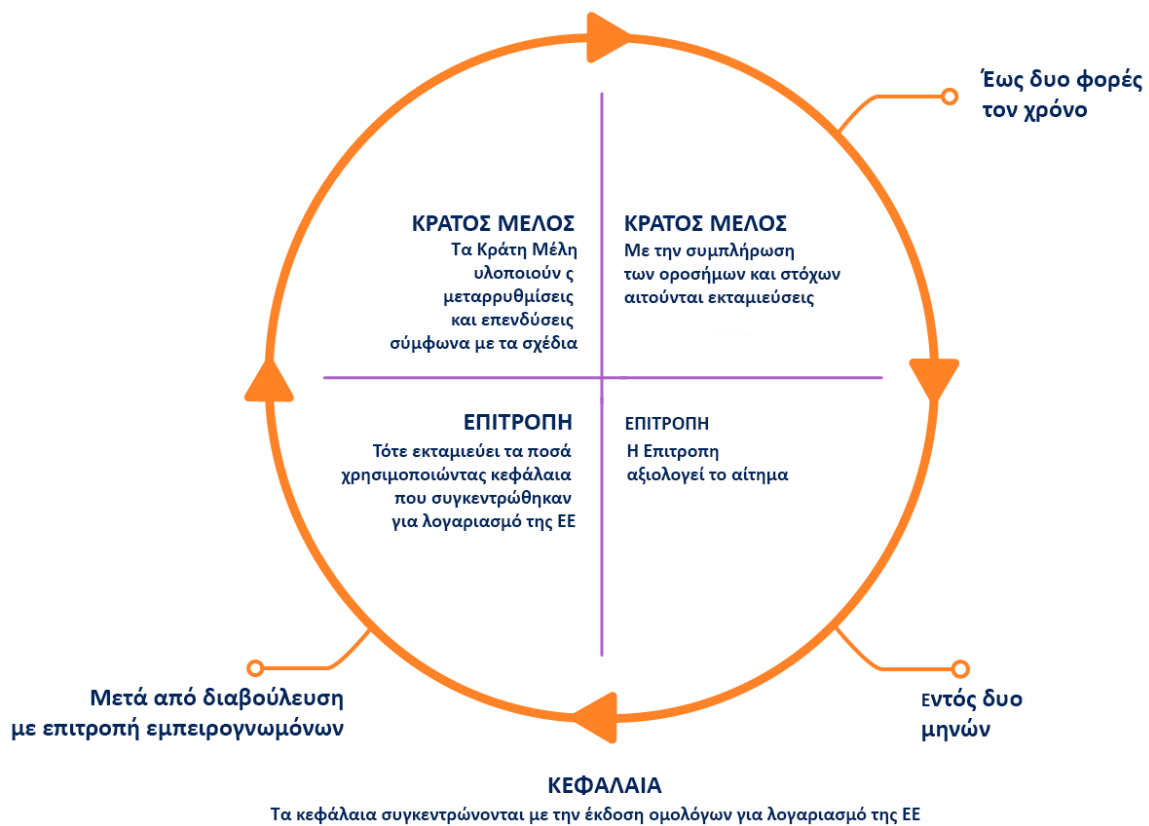 Έως δυο φορές
τον χρόνο
ΚΡΑΤΟΣ ΜΕΛΟΣ
Τα Κράτη Μέλη
υλοποιούν ς
μεταρρυθμίσεις
και επενδύσεις
σύμφωνα με τα σχέδια
ΚΡΑΤΟΣ ΜΕΛΟΣ
Με την συμπλήρωση
των οροσήμων και στόχων
αιτούνται εκταμιεύσεις
ΕΠΙΤΡΟΠΗ
Τότε εκταμιεύει τα ποσά
χρησιμοποιώντας κεφάλαια
που συγκεντρώθηκαν
για λογαριασμό της ΕΕ
ΕΠΙΤΡΟΠΗ
Η Επιτροπη
αξιολογεί το αίτημα
Μετά από διαβούλευση
με επιτροπή εμπειρογνωμόνων
Εντός δυο
μηνών
ΚΕΦΑΛΑΙΑ
Τα κεφάλαια συγκεντρώνονται με την έκδοση ομολόγων για λογαριασμό της ΕΕ